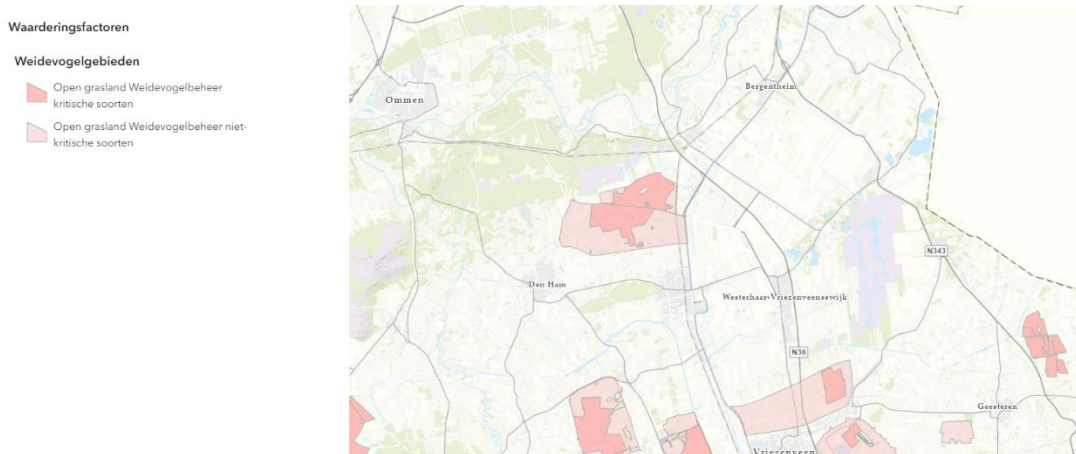 Waarderingsfactoren
Weidevogelgebieden
Open grasland Weidevogelbeheer
kritische soorten
Open grasland Weidevogelbeheer niet-
kritische soorten
Ommen
Bergentheim
N343
Den Ham
Westerhaar-Vriezenveensewijk
N36
Geesteren
Vriezenveen